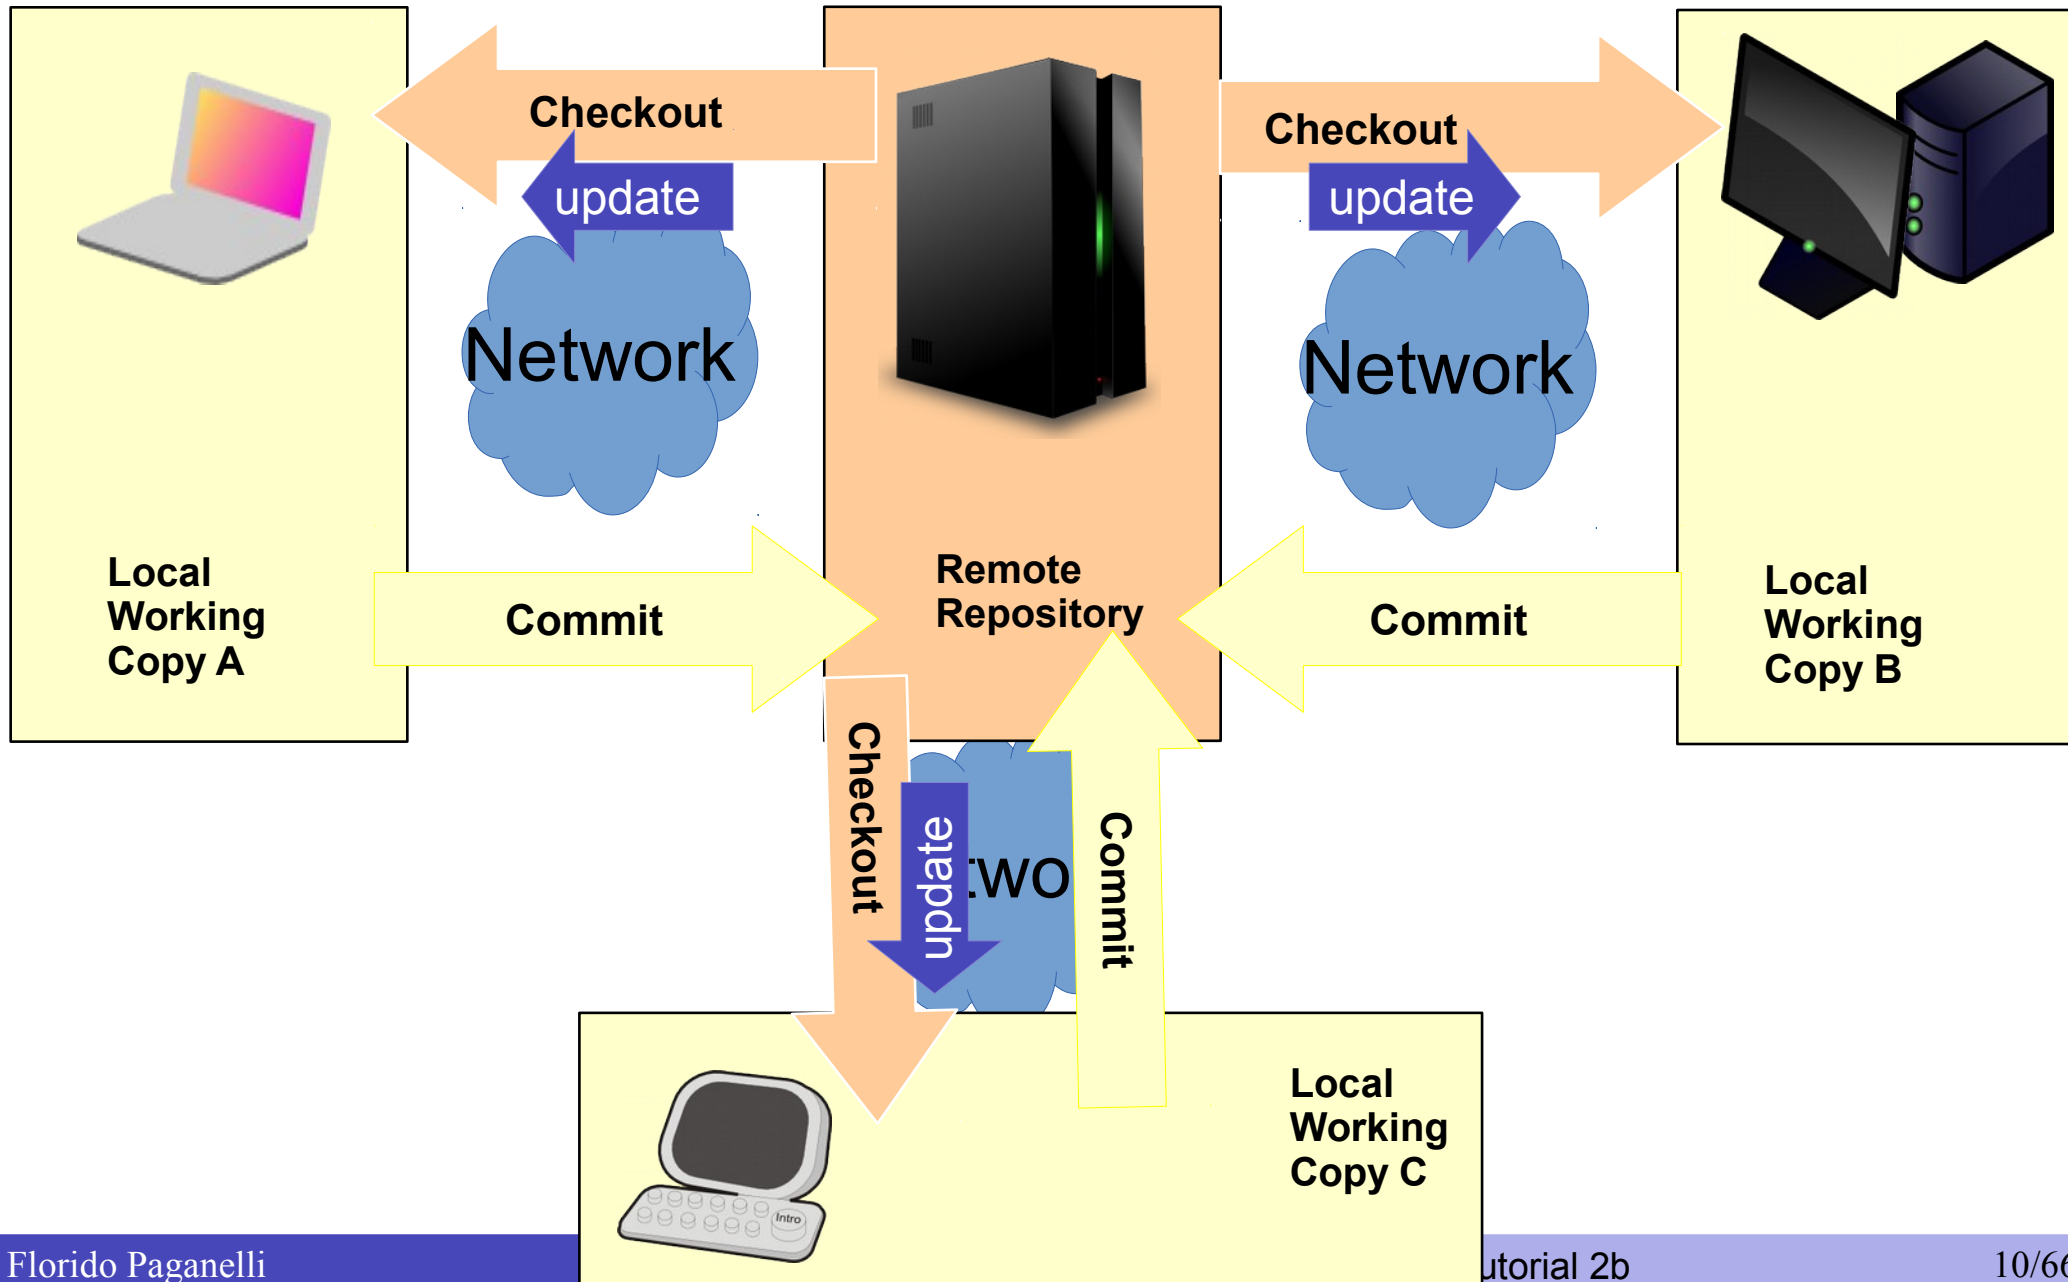 Checkout
update
Network
Checkout
update
Network
Local
Working
Copy A
Commit
Remote
Repository
Commit
Local
Working
Copy B
Checkout
update
Commit
Local
Working
Copy C
Intro
Florido Paganelli
utorial 2b
10/66